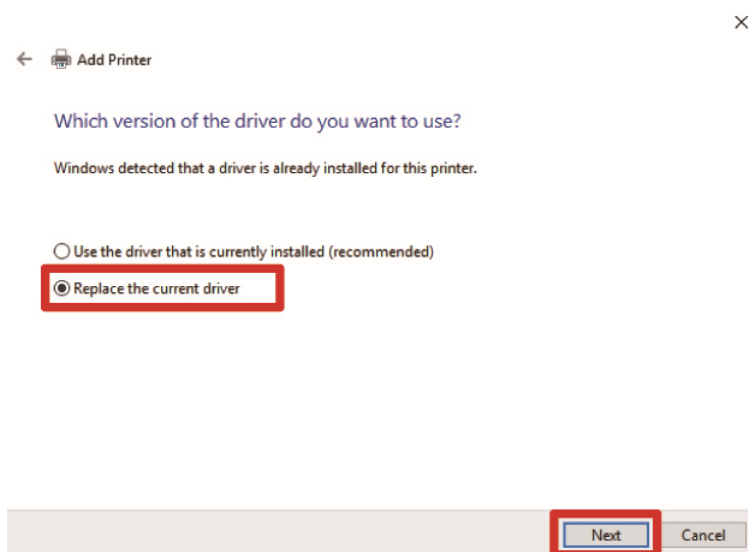 Add Printer
Which version of the driver do you want to use?
Windows detected that a driver is already installed for this printer.
Use the driver that is currently installed (recommended)
Replace the current driver
Next Cancel